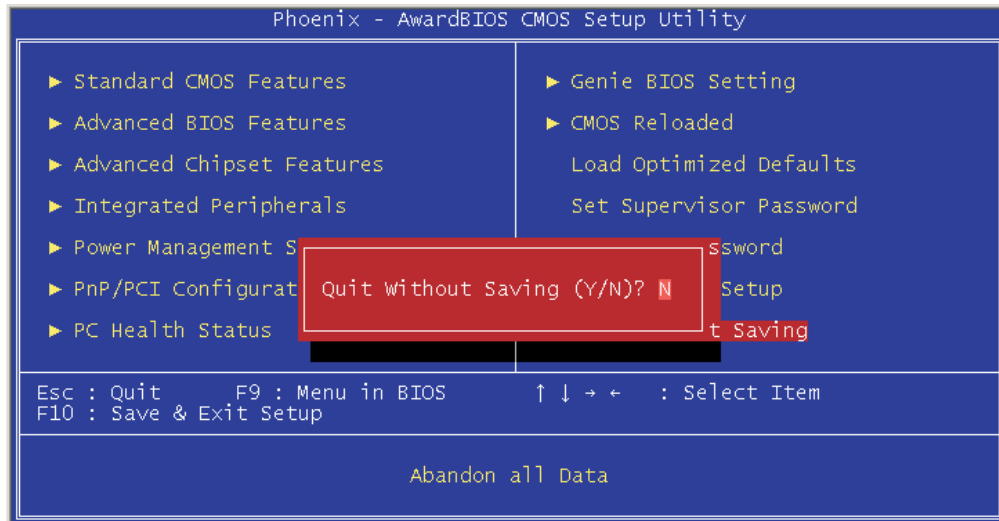 Phoenix - AwardBIOS CMOS Setup Utility
► Standard CMOS Features
► Advanced BIOS Features
► Advanced Chipset Features
► Integrated Peripherals
► Power Management S
► PnP/PCI Configurat
► PC Health Status
► Genie BIOS Setting
► CMOS Reloaded
Load Optimized Defaults
Set Supervisor Password
ssword
Setup
t Saving
Quit Without Saving (Y/N)? N
Esc : Quit F9 : Menu in BIOS ↑ ↓ → ← : Select Item
F10 : Save & Exit Setup
Abandon all Data